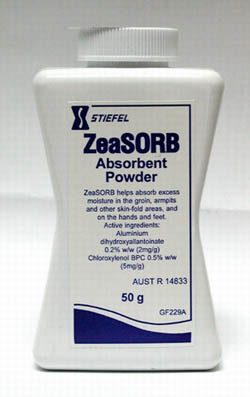 STIEFEL
ZeaSORB
Absorbent
Powder
ZeaSORB helps absorb excess
moisture in the groin, armpits
and other skin-fold areas, and
on the hands and feet.
Active ingredients:
Aluminium
dihydroxyallantoinate
0.2% w/w (2mg/g)
Chloroxylenol BPC 0.5% w/w
(5mg/g)
AUST R 14833
50 g
GF229A